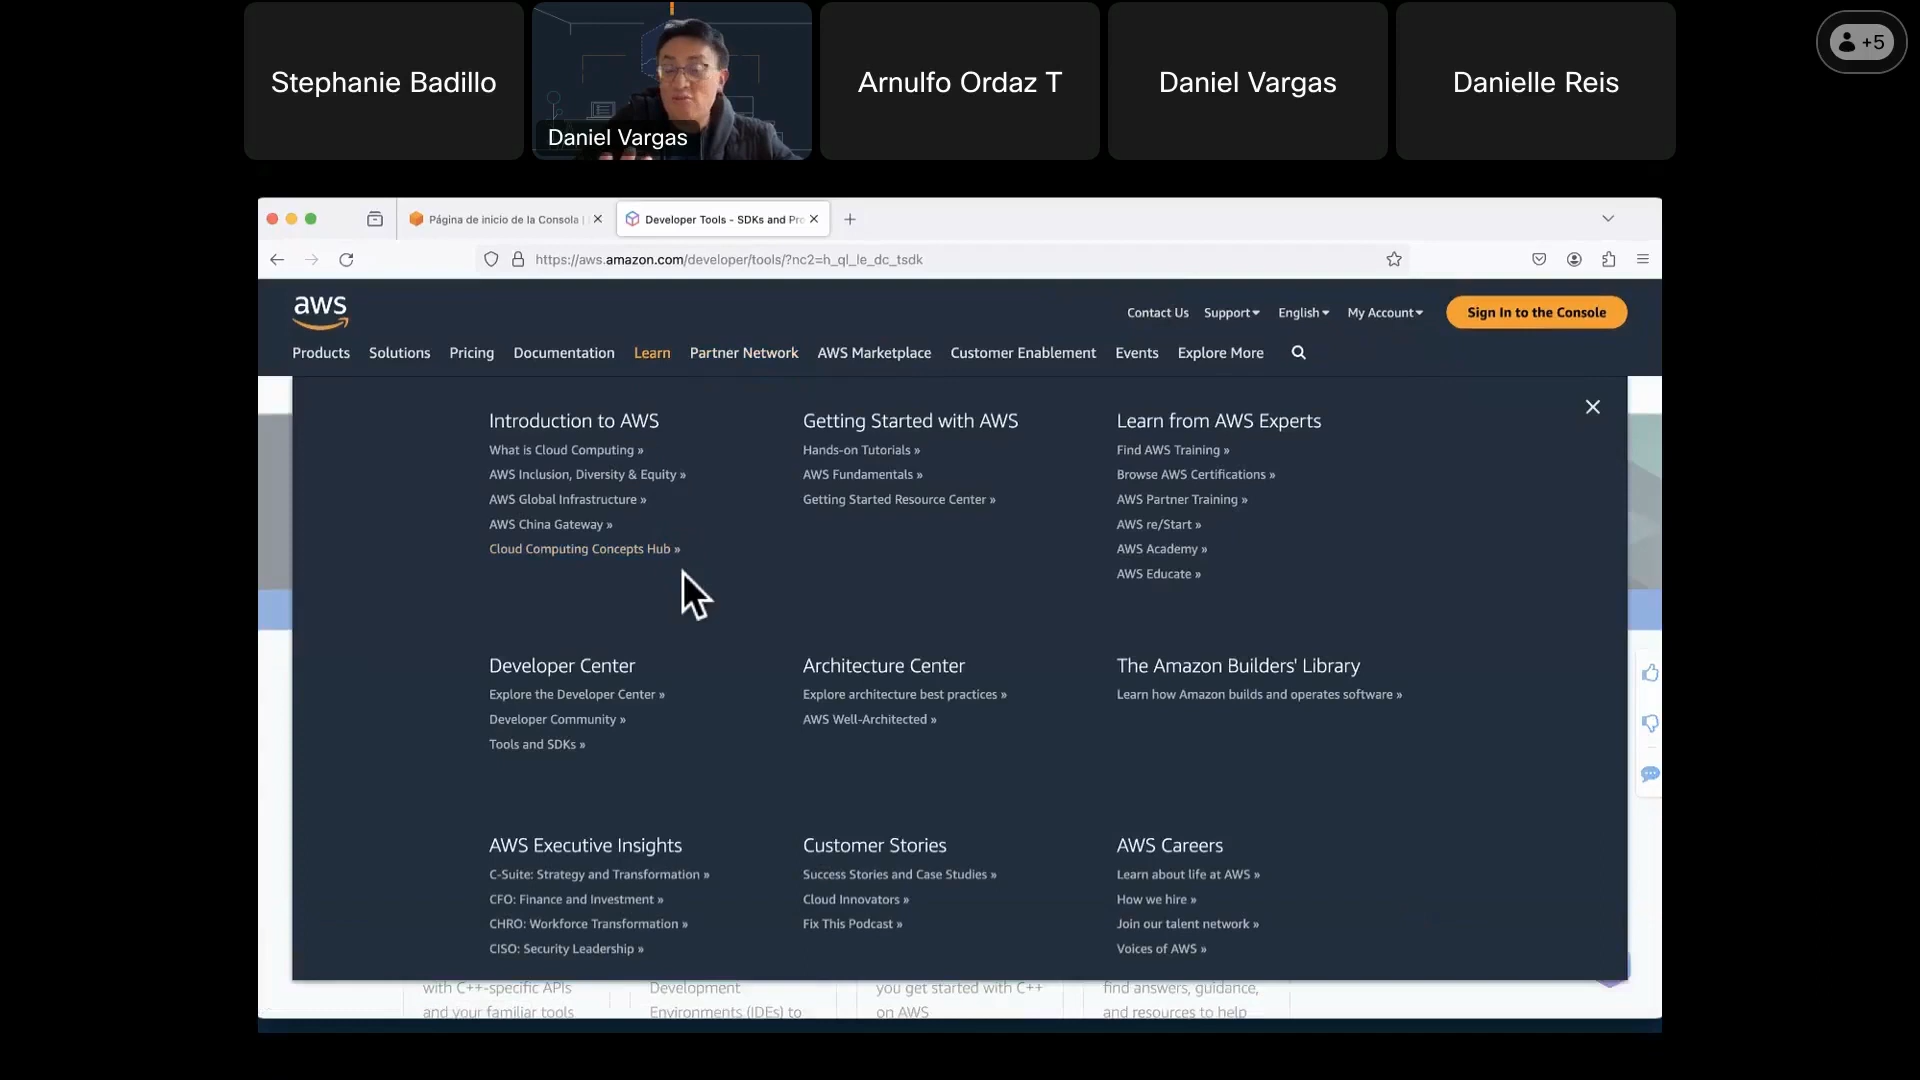 Stephanie Badillo
Daniel Vargas
Arnulfo Ordaz T
Daniel Vargas
Danielle Reis
+5
Página de inicio de la Consola |
Developer Tools - SDKs and Pro
https://aws.amazon.com/developer/tools/?nc2=h_ql_le_dc_tsdk
aws
Contact Us Support English My Account Sign In to the Console
Products Solutions Pricing Documentation Learn Partner Network AWS Marketplace Customer Enablement Events Explore More
Introduction to AWS
What is Cloud Computing »
AWS Inclusion, Diversity & Equity »
AWS Global Infrastructure »
AWS China Gateway »
Cloud Computing Concepts Hub »
Getting Started with AWS
Hands-on Tutorials »
AWS Fundamentals »
Getting Started Resource Center »
Learn from AWS Experts
Find AWS Training »
Browse AWS Certifications »
AWS Partner Training »
AWS re/Start »
AWS Academy »
AWS Educate »
Developer Center
Explore the Developer Center »
Developer Community »
Tools and SDKs »
Architecture Center
Explore architecture best practices »
AWS Well-Architected »
The Amazon Builders' Library
Learn how Amazon builds and operates software »
AWS Executive Insights
C-Suite: Strategy and Transformation »
CFO: Finance and Investment »
CHRO: Workforce Transformation »
CISO: Security Leadership »
Customer Stories
Success Stories and Case Studies »
Cloud Innovators »
Fix This Podcast »
AWS Careers
Learn about life at AWS »
How we hire »
Join our talent network »
Voices of AWS »
with C++-specific APIs
and your familiar tools
Development
Environments (IDEs) to
you get started with C++
on AWS
find answers, guidance,
and resources to help